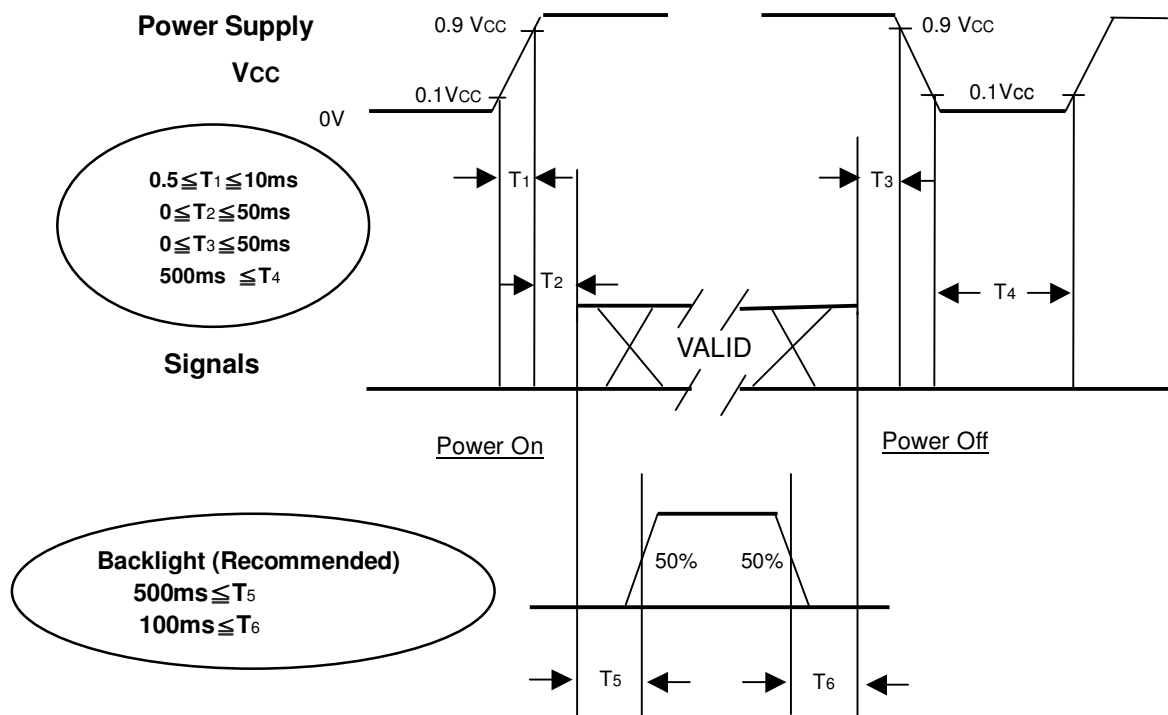 Power Supply
VCC
0.9 VCC
0.1VCC
0V
0.9 VCC
0.1Vcc
0.5≦T1≦10ms
0≦T2≦50ms
0≦T3≦50ms
500ms ≦T4
T1
T2
T3
T4
Signals
VALID
Power On
Power Off
Backlight (Recommended)
500ms≦T5
100ms≦T6
50%
50%
T5
T6